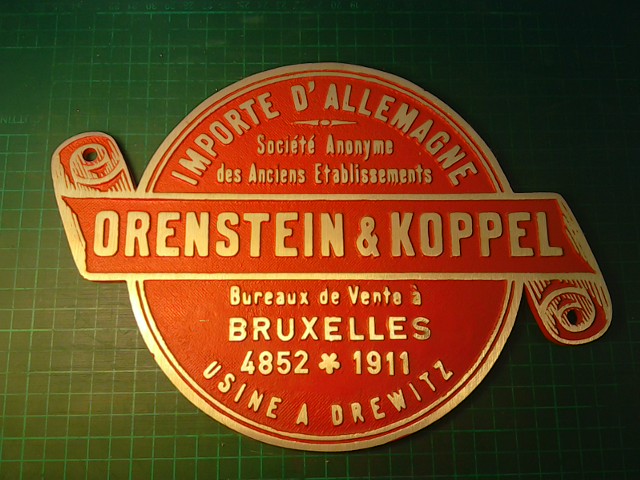 IMPORTE D'ALLEMAGNE
Société Anonyme
des Anciens Etablissements
ORENSTEIN & KOPPEL
Bureaux de Vente à
BRUXELLES
4852 * 1911
USINE A DREWITZ